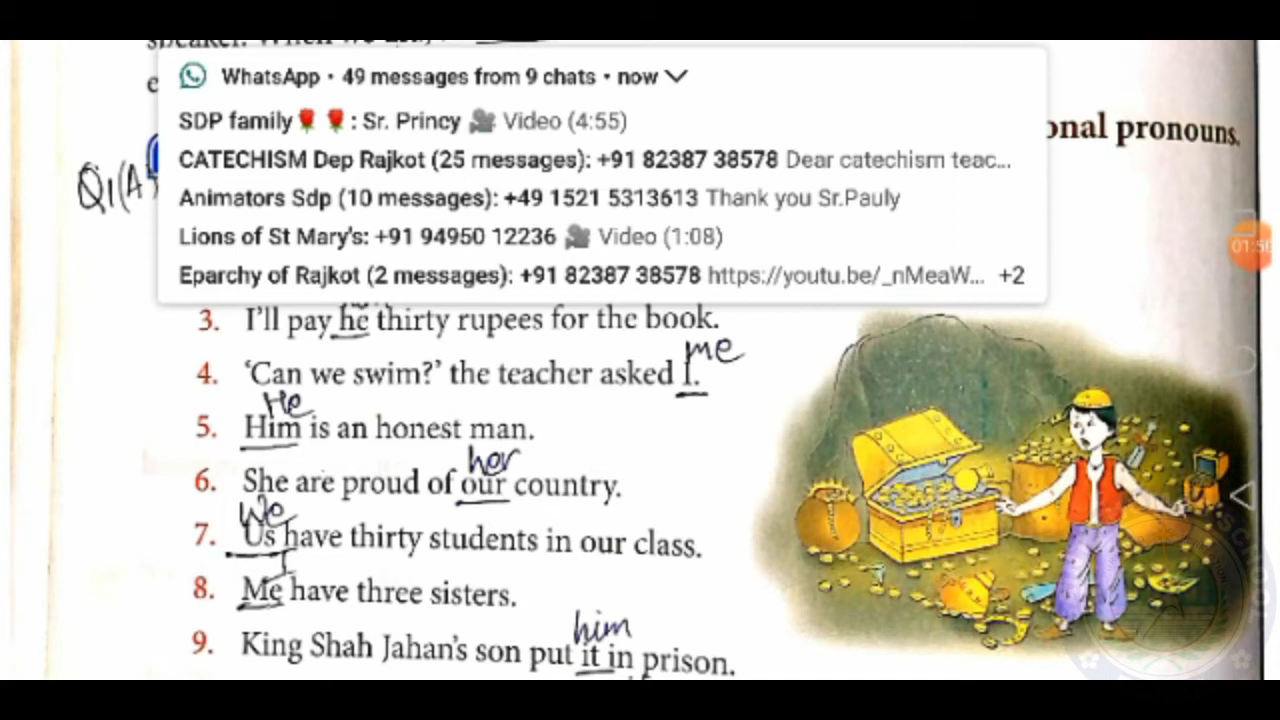 WhatsApp • 49 messages from 9 chats • now
SDP family🌹🌹: Sr. Princy 🎥 Video (4:55)
onal pronouns.
CATECHISM Dep Rajkot (25 messages): +91 82387 38578 Dear catechism teac...
Q1(A)
Animators Sdp (10 messages): +49 1521 5313613 Thank you Sr.Pauly
Lions of St Mary's: +91 94950 12236 🎥 Video (1:08)
Eparchy of Rajkot (2 messages): +91 82387 38578 https://youtu.be/_nMeaW... +2
3. I'll pay he thirty rupees for the book.
me
4. 'Can we swim?' the teacher asked I.
He
5. Him is an honest man.
her
6. She are proud of our country.
We
7. Us have thirty students in our class.
I
8. Me have three sisters.
him
9. King Shah Jahan's son put it in prison.